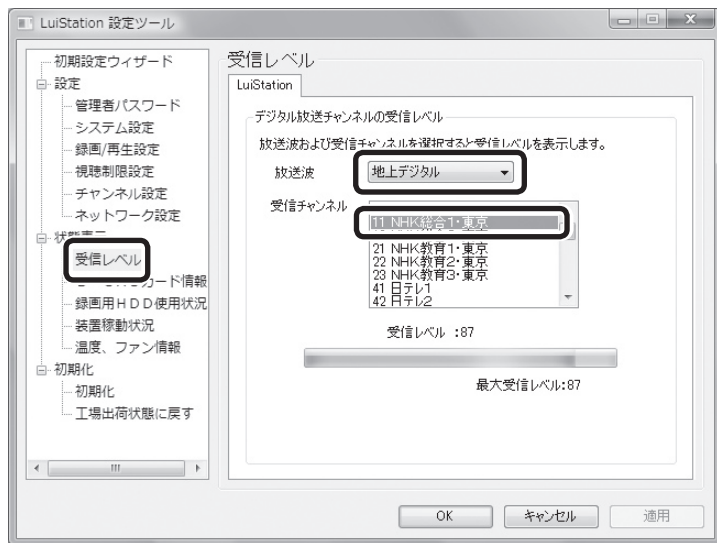 LuiStation 設定ツール
初期設定ウィザード
設定
管理者パスワード
システム設定
録画/再生設定
視聴制限設定
チャンネル設定
ネットワーク設定
状態表示
受信レベル
カード情報
録画用HDD使用状況
装置稼動状況
温度、ファン情報
初期化
初期化
工場出荷状態に戻す
受信レベル
LuiStation
デジタル放送チャンネルの受信レベル
放送波および受信チャンネルを選択すると受信レベルを表示します。
放送波
地上デジタル
受信チャンネル
11 NHK総合1・東京
21 NHK教育1・東京
22 NHK教育2・東京
23 NHK教育3・東京
41 日テレ1
42 日テレ2
受信レベル :87
最大受信レベル:87
OK
キャンセル
適用